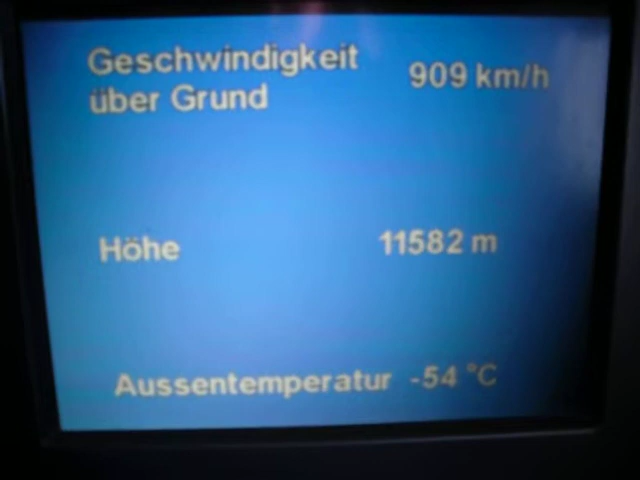 Geschwindigkeit
über Grund 909 km/h
Höhe 11582 m
Aussentemperatur -54 °C